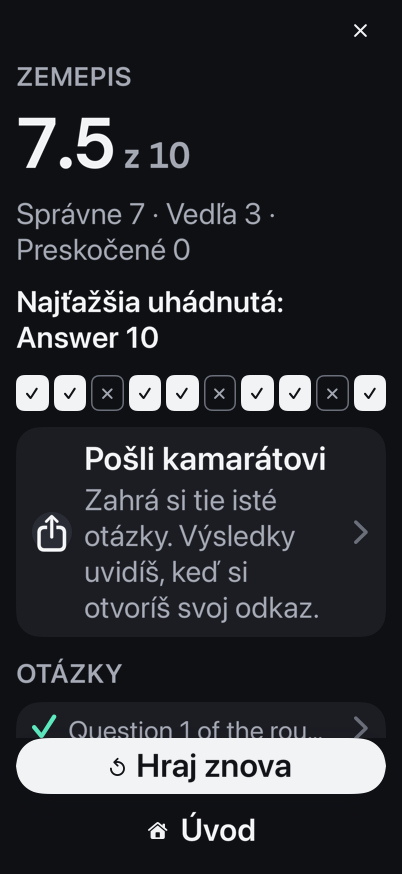 ZEMEPIS
7.5 z 10
Správne 7 · Vedľa 3 ·
Preskočené 0
Najťažšia uhádnutá:
Answer 10
Pošli kamarátovi
Zahrá si tie isté
otázky. Výsledky
uvidíš, keď si
otvoríš svoj odkaz.
OTÁZKY
Question 1 of the rou…
Hraj znova
Úvod